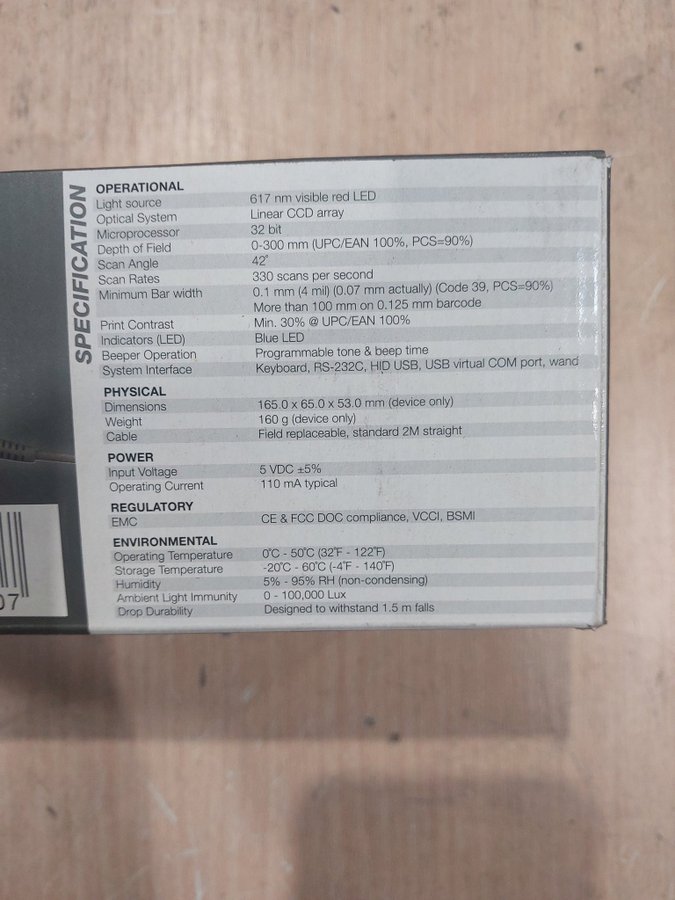 SPECIFICATION
OPERATIONAL
Light source 617 nm visible red LED
Optical System Linear CCD array
Microprocessor 32 bit
Depth of Field 0-300 mm (UPC/EAN 100%, PCS=90%)
Scan Angle 42°
Scan Rates 330 scans per second
Minimum Bar width 0.1 mm (4 mil) (0.07 mm actually) (Code 39, PCS=90%)
More than 100 mm on 0.125 mm barcode
Print Contrast Min. 30% @ UPC/EAN 100%
Indicators (LED) Blue LED
Beeper Operation Programmable tone & beep time
System Interface Keyboard, RS-232C, HID USB, USB virtual COM port, wand
PHYSICAL
Dimensions 165.0 x 65.0 x 53.0 mm (device only)
Weight 160 g (device only)
Cable Field replaceable, standard 2M straight
POWER
Input Voltage 5 VDC ±5%
Operating Current 110 mA typical
REGULATORY
EMC CE & FCC DOC compliance, VCCI, BSMI
ENVIRONMENTAL
Operating Temperature 0°C - 50°C (32°F - 122°F)
Storage Temperature -20°C - 60°C (-4°F - 140°F)
Humidity 5% - 95% RH (non-condensing)
Ambient Light Immunity 0 - 100,000 Lux
Drop Durability Designed to withstand 1.5 m falls
07